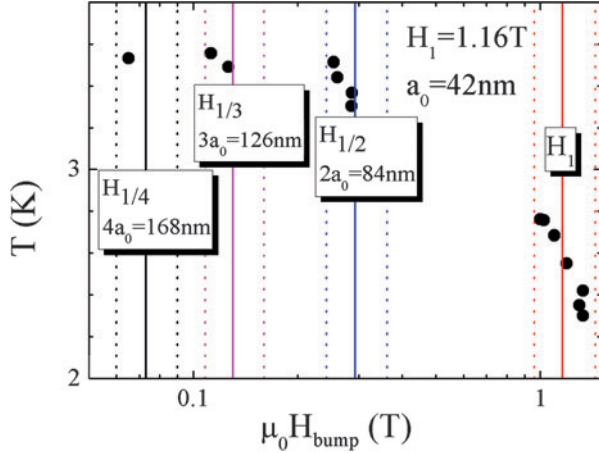 H₁=1.16T
a₀=42nm
H₁/₃
3a₀=126nm
H₁/₂
2a₀=84nm
H₁
H₁/₄
4a₀=168nm
3
2
T (K)
0.1
1
μ₀H_bump (T)